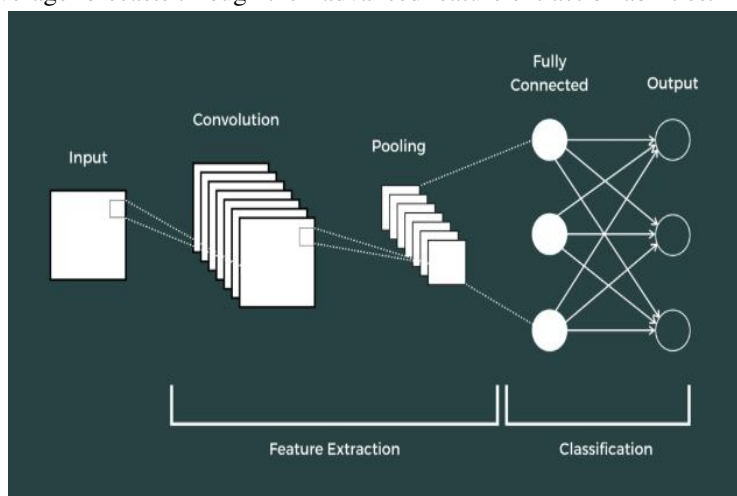 Fully
Connected
Output
Convolution
Pooling
Input
Feature Extraction
Classification